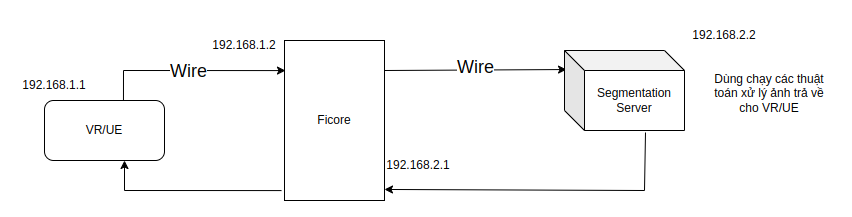 192.168.2.2
192.168.1.2
Wire
Wire
192.168.1.1
Dùng chạy các thuật
toán xử lý ảnh trả về
cho VR/UE
Segmentation
Server
Ficore
VR/UE
192.168.2.1